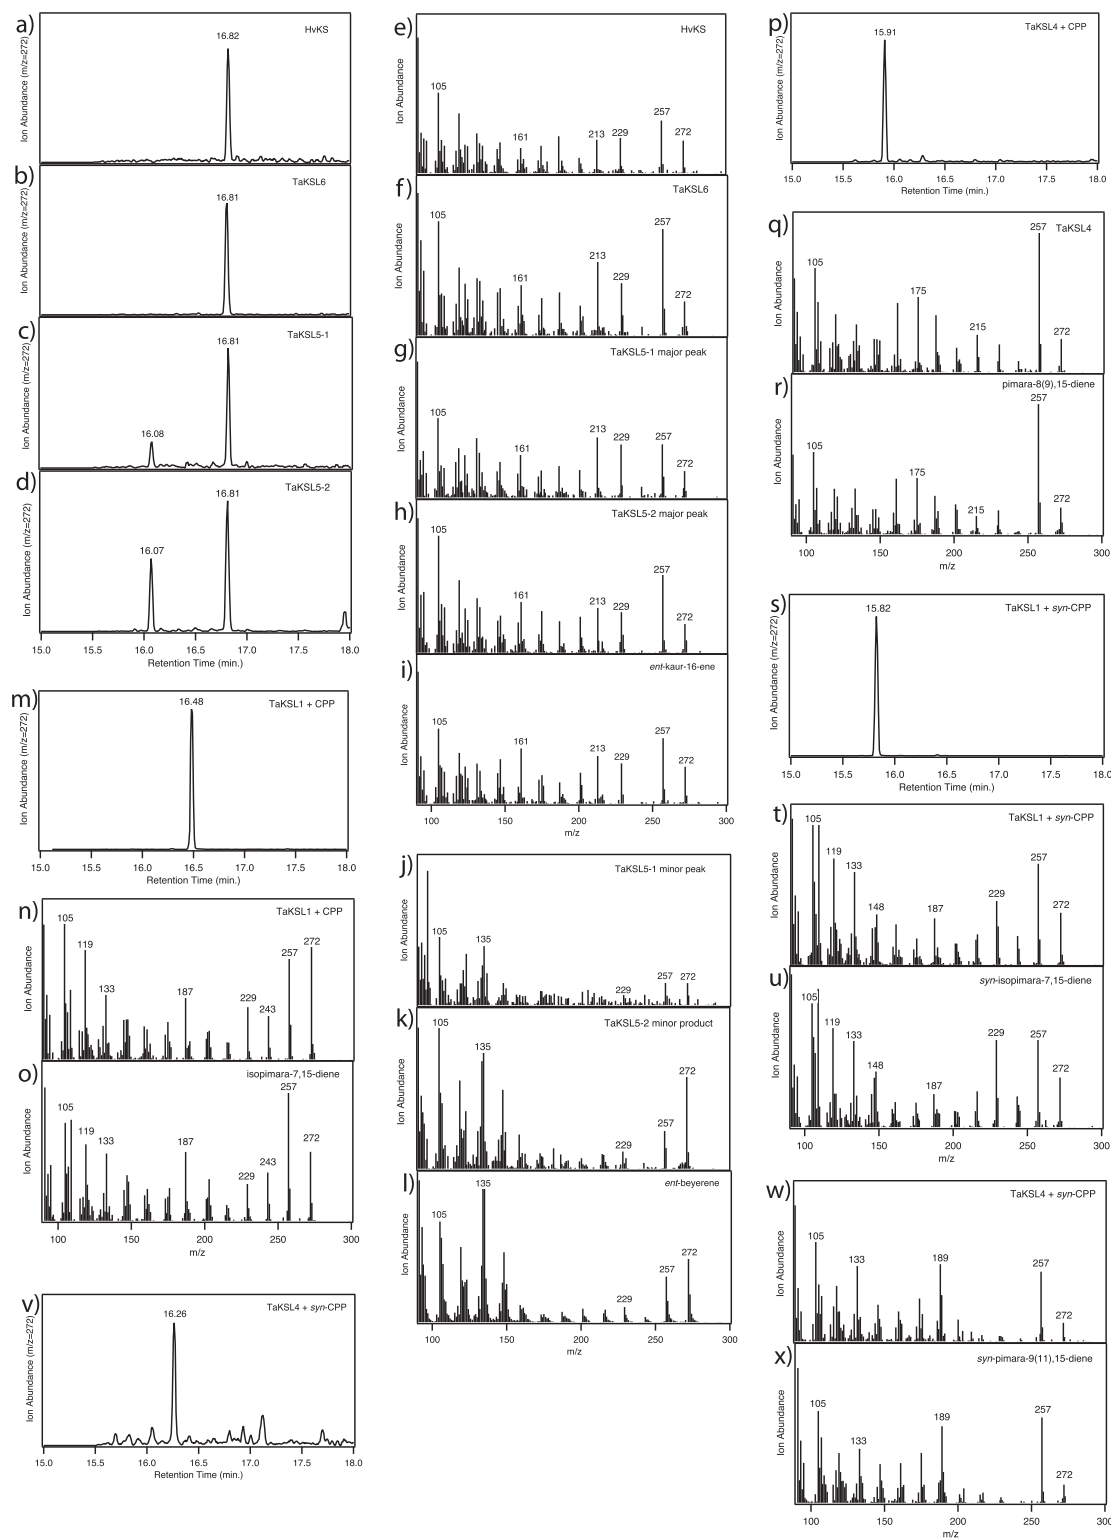 a)
HvKS
16.82
Ion Abundance (m/z=272)
b)
TaKSL6
16.81
Ion Abundance (m/z=272)
c)
TaKSL5-1
16.81
16.08
Ion Abundance (m/z=272)
d)
TaKSL5-2
16.81
16.07
Ion Abundance (m/z=272)
15.0 15.5 16.0 16.5 17.0 17.5 18.0
Retention Time (min.)
m)
TaKSL1 + CPP
16.48
Ion Abundance (m/z=272)
15.0 15.5 16.0 16.5 17.0 17.5 18.0
Retention Time (min.)
n)
TaKSL1 + CPP
105 119 133 187 229 243 257 272
Ion Abundance
o)
isopimara-7,15-diene
105 119 133 187 229 243 257 272
Ion Abundance
100 150 200 250 300
m/z
v)
TaKSL4 + syn-CPP
16.26
Ion Abundance (m/z=272)
15.0 15.5 16.0 16.5 17.0 17.5 18.0
Retention Time (min.)
e)
HvKS
105 161 213 229 257 272
Ion Abundance
f)
TaKSL6
105 161 213 229 257 272
Ion Abundance
g)
TaKSL5-1 major peak
105 161 213 229 257 272
Ion Abundance
h)
TaKSL5-2 major peak
105 161 213 229 257 272
Ion Abundance
i)
ent-kaur-16-ene
105 161 213 229 257 272
Ion Abundance
100 150 200 250 300
m/z
j)
TaKSL5-1 minor peak
105 135 229 257 272
Ion Abundance
k)
TaKSL5-2 minor product
105 135 229 257 272
Ion Abundance
l)
ent-beyerene
105 135 229 257 272
Ion Abundance
100 150 200 250 300
m/z
p)
TaKSL4 + CPP
15.91
Ion Abundance (m/z=272)
15.0 15.5 16.0 16.5 17.0 17.5 18.0
Retention Time (min.)
q)
TaKSL4
105 175 215 257 272
Ion Abundance
r)
pimara-8(9),15-diene
105 175 215 257 272
Ion Abundance
100 150 200 250 300
m/z
s)
TaKSL1 + syn-CPP
15.82
Ion Abundance (m/z=272)
15.0 15.5 16.0 16.5 17.0 17.5 18.0
Retention Time (min.)
t)
TaKSL1 + syn-CPP
105 119 133 148 187 229 257 272
Ion Abundance
u)
syn-isopimara-7,15-diene
105 119 133 148 187 229 257 272
Ion Abundance
100 150 200 250 300
m/z
w)
TaKSL4 + syn-CPP
105 133 189 257 272
Ion Abundance
x)
syn-pimara-9(11),15-diene
105 133 189 257 272
Ion Abundance
100 150 200 250 300
m/z